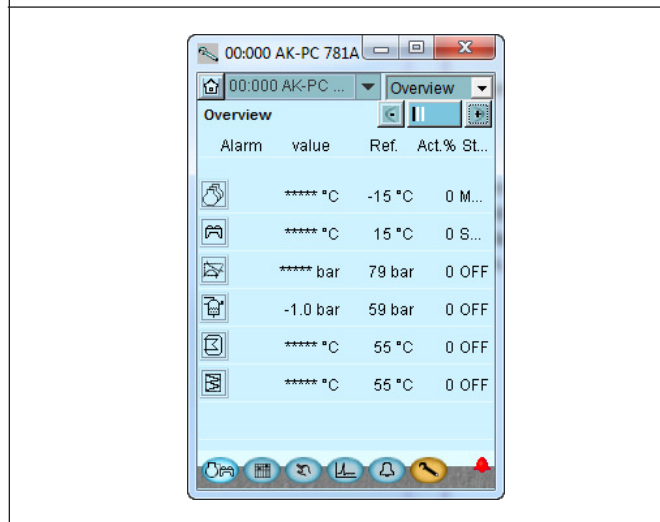 00:000 AK-PC 781A
00:000 AK-PC ... Overview
Overview
Alarm value Ref. Act.% St...
***** °C -15 °C 0 M...
***** °C 15 °C 0 S...
***** bar 79 bar 0 OFF
-1.0 bar 59 bar 0 OFF
***** °C 55 °C 0 OFF
***** °C 55 °C 0 OFF